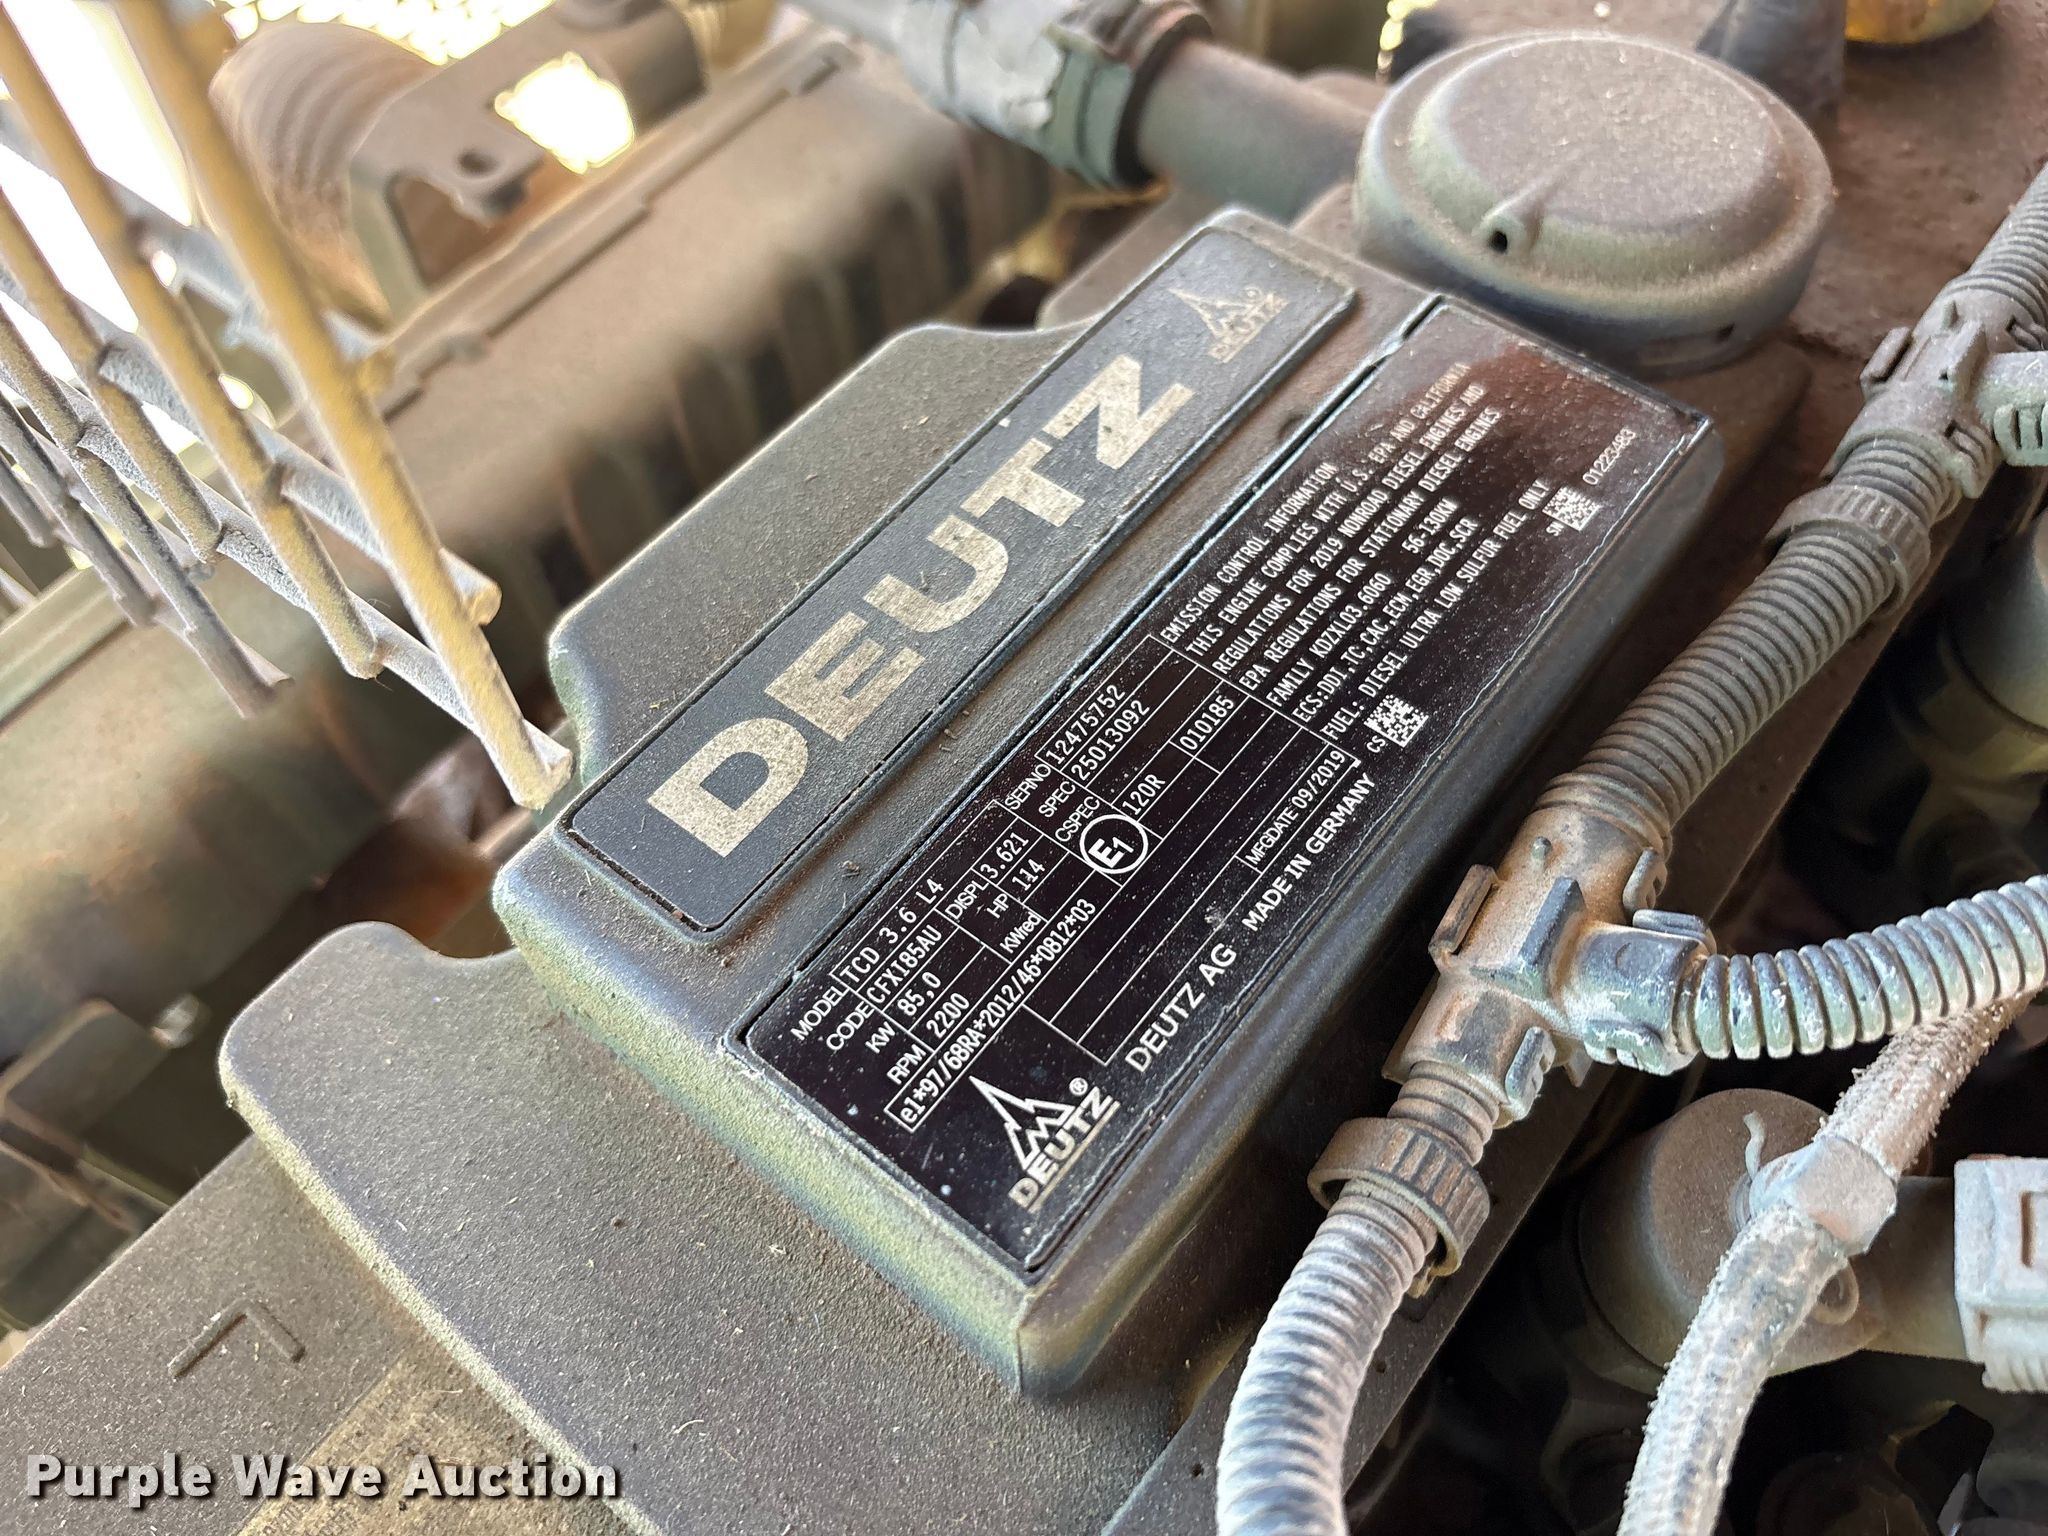 DEUTZ
DEUTZ
MODEL TCD 3.6 L4
CODE CFX185AU
KW 85,0
DISPL 3.621
RPM 2200
HP 114
KWred
SERNO 12475752
SPEC 25013092
CSPEC
E1 120R
010185
e1*97/68RA*2012/46*0812*03
MFGDATE 09/2019
DEUTZ ®
DEUTZ AG MADE IN GERMANY
EMISSION CONTROL INFORMATION
THIS ENGINE COMPLIES WITH U.S. EPA AND CALIFORNIA
REGULATIONS FOR 2019 NONROAD DIESEL ENGINES AND
EPA REGULATIONS FOR STATIONARY DIESEL ENGINES
FAMILY KDZXL03.6060 56-130KW
ECS:DDI,TC,CAC,ECM,EGR,DOC,SCR
FUEL: DIESEL ULTRA LOW SULFUR FUEL ONLY
CS
SN
01223483
Purple Wave Auction